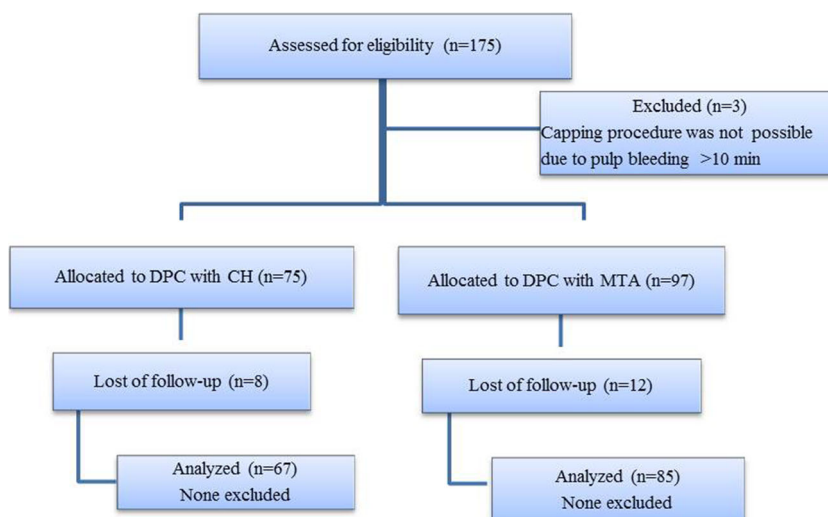 Assessed for eligibility (n=175)
Excluded (n=3)
Capping procedure was not possible
due to pulp bleeding >10 min
Allocated to DPC with CH (n=75)
Allocated to DPC with MTA (n=97)
Lost of follow-up (n=8)
Lost of follow-up (n=12)
Analyzed (n=67)
None excluded
Analyzed (n=85)
None excluded